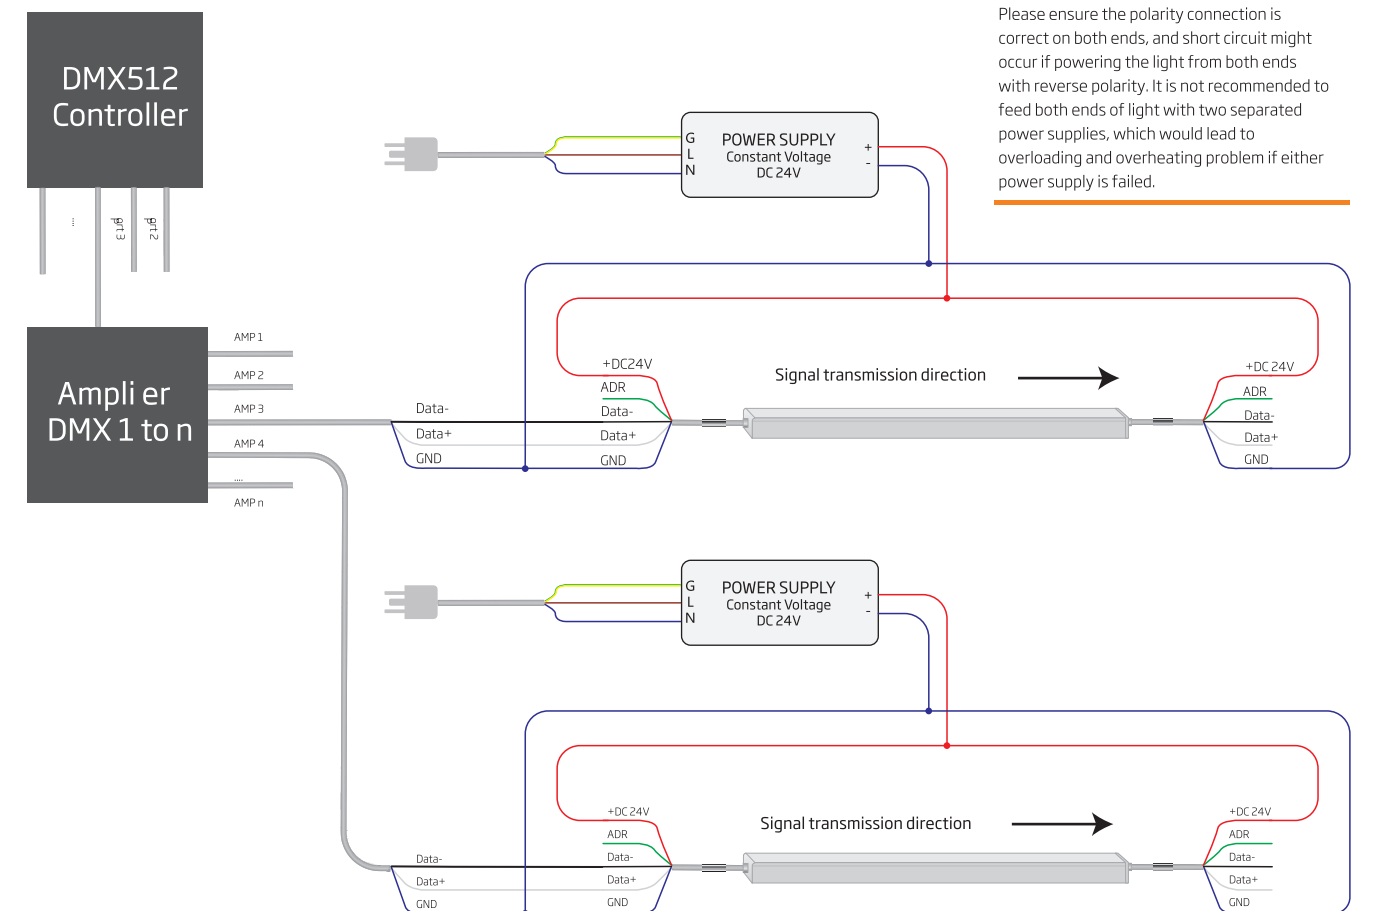 Please ensure the polarity connection is
correct on both ends, and short circuit might
occur if powering the light from both ends
with reverse polarity. It is not recommended to
feed both ends of light with two separated
power supplies, which would lead to
overloading and overheating problem if either
power supply is failed.
DMX512
Controller
....
port 3
port 2
Ampli er
DMX 1 to n
AMP 1
AMP 2
AMP 3
AMP 4
....
AMP n
G
L
N
POWER SUPPLY
Constant Voltage
DC 24V
+
-
+DC24V
ADR
Data-
Data+
GND
Data-
Data+
GND
Signal transmission direction
+DC 24V
ADR
Data-
Data+
GND
G
L
N
POWER SUPPLY
Constant Voltage
DC 24V
+
-
Data-
Data+
GND
+DC 24V
ADR
Data-
Data+
GND
Signal transmission direction
+DC 24V
ADR
Data-
Data+
GND